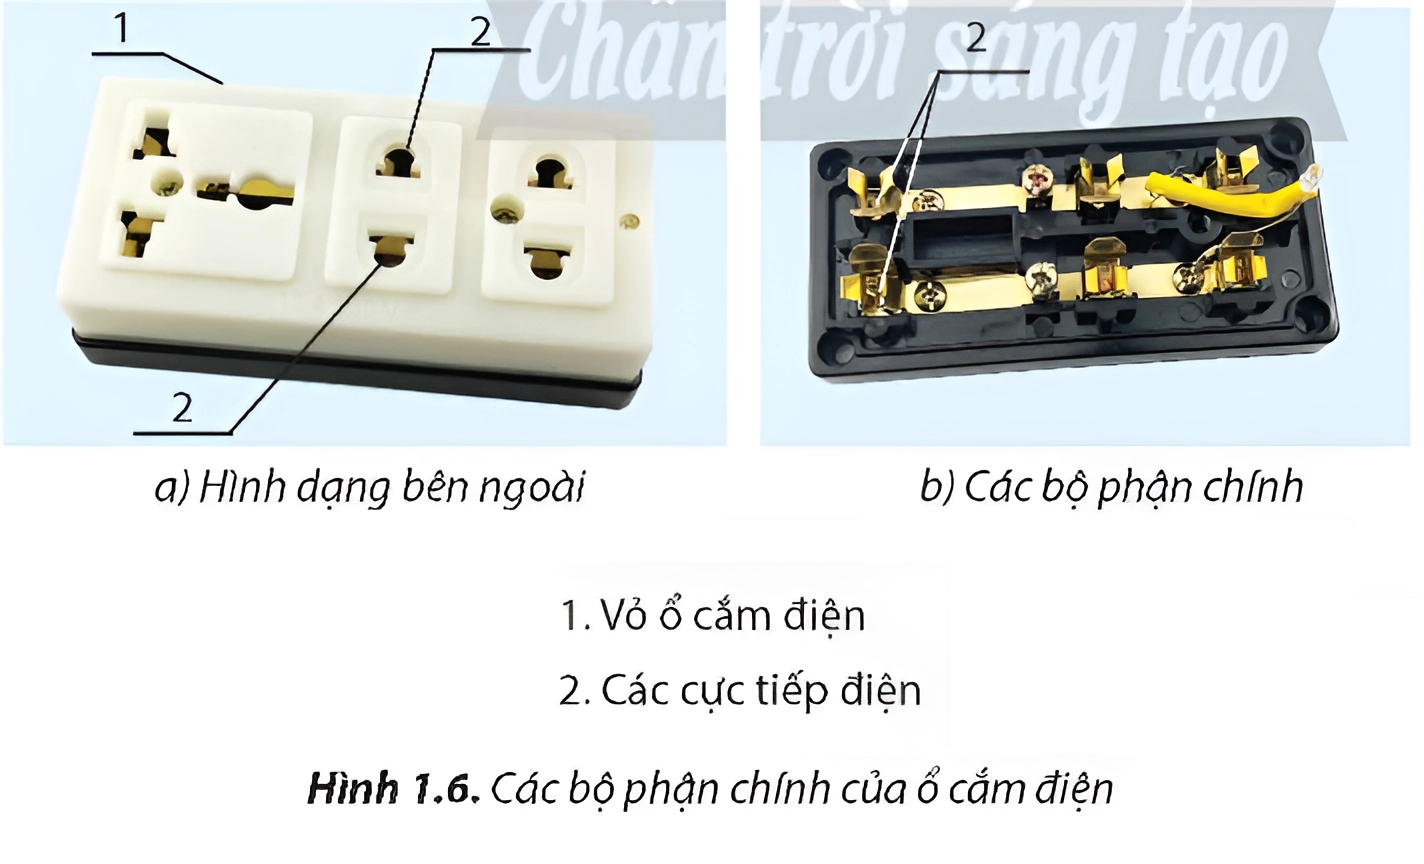 Chân trời sáng tạo
1
2
2
2
a) Hình dạng bên ngoài
b) Các bộ phận chính
1. Vỏ ổ cắm điện
2. Các cực tiếp điện
Hình 1.6. Các bộ phận chính của ổ cắm điện